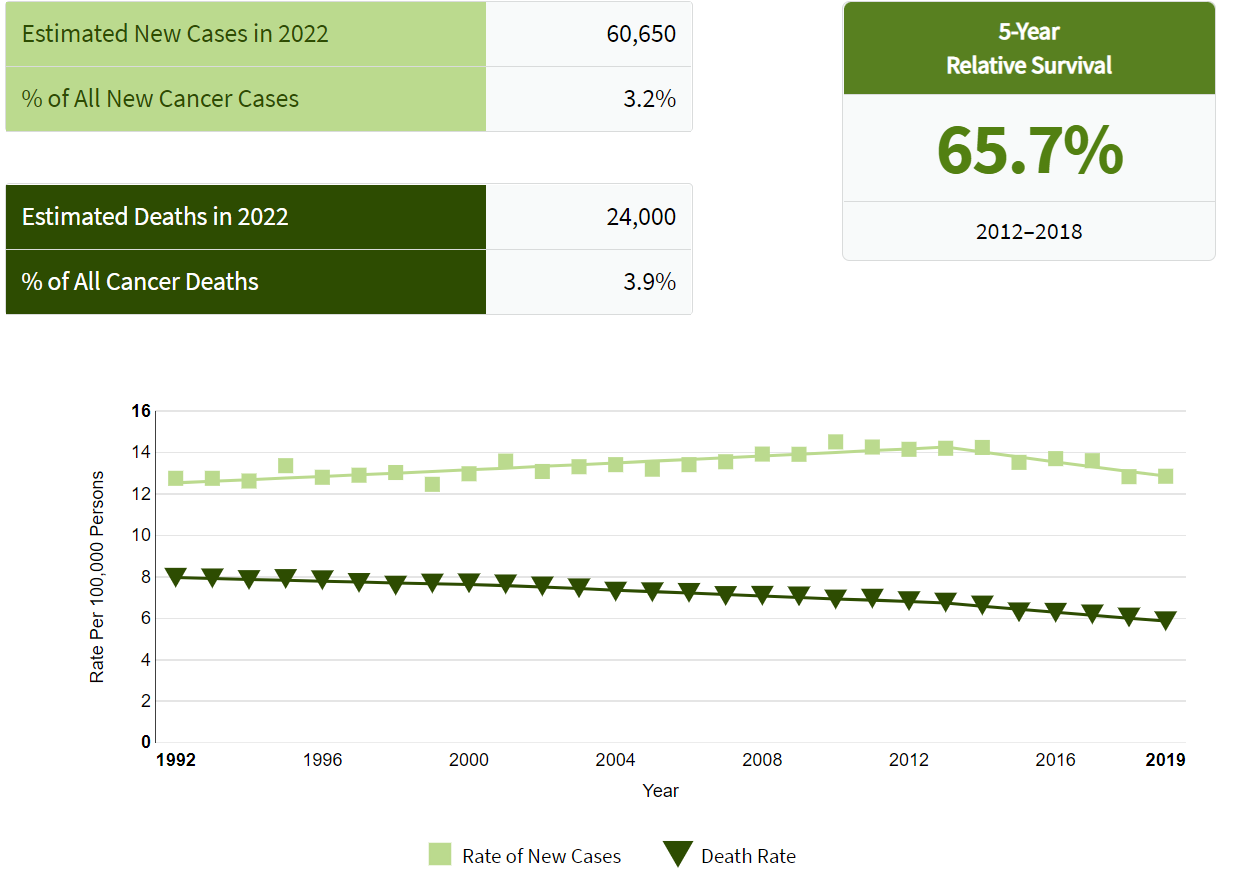 Estimated New Cases in 2022 60,650
% of All New Cancer Cases 3.2%
Estimated Deaths in 2022 24,000
% of All Cancer Deaths 3.9%
5-Year
Relative Survival
65.7%
2012–2018
Rate Per 100,000 Persons
16
14
12
10
8
6
4
2
0
1992 1996 2000 2004 2008 2012 2016 2019
Year
Rate of New Cases Death Rate